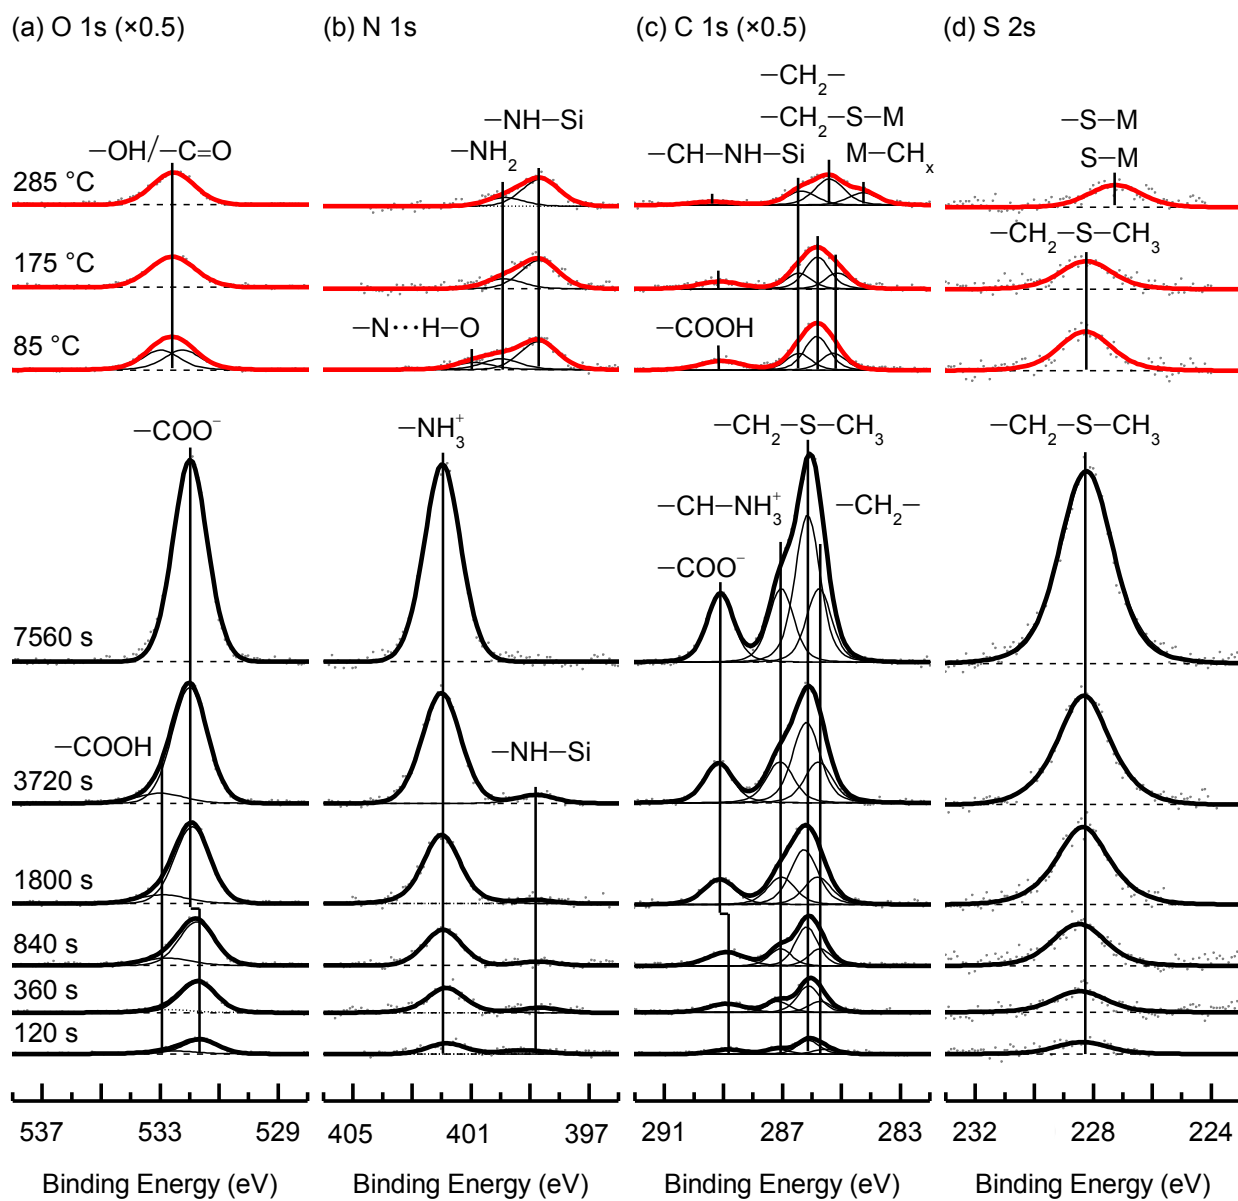 (a) O 1s (×0.5)
(b) N 1s
(c) C 1s (×0.5)
(d) S 2s
−CH₂−
−NH−Si
−CH₂−S−M
−S−M
−OH/−C=O
−NH₂
−CH−NH−Si
M−CHₓ
S−M
285 °C
175 °C
−CH₂−S−CH₃
−N···H−O
−COOH
85 °C
−COO⁻
−NH₃⁺
−CH₂−S−CH₃
−CH₂−S−CH₃
−CH−NH₃⁺
−CH₂−
−COO⁻
7560 s
−COOH
−NH−Si
3720 s
1800 s
840 s
360 s
120 s
537 533 529
405 401 397
291 287 283
232 228 224
Binding Energy (eV)
Binding Energy (eV)
Binding Energy (eV)
Binding Energy (eV)